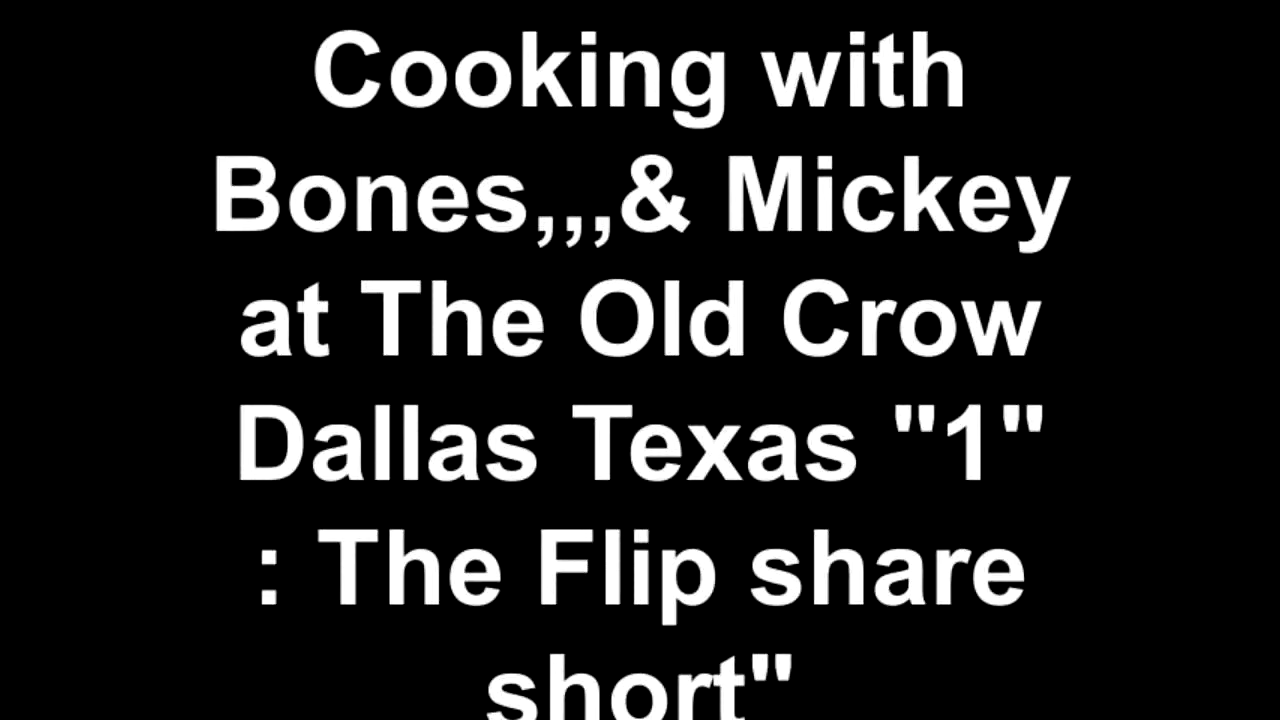 Cooking with
Bones,,,& Mickey
at The Old Crow
Dallas Texas "1"
: The Flip share
short"